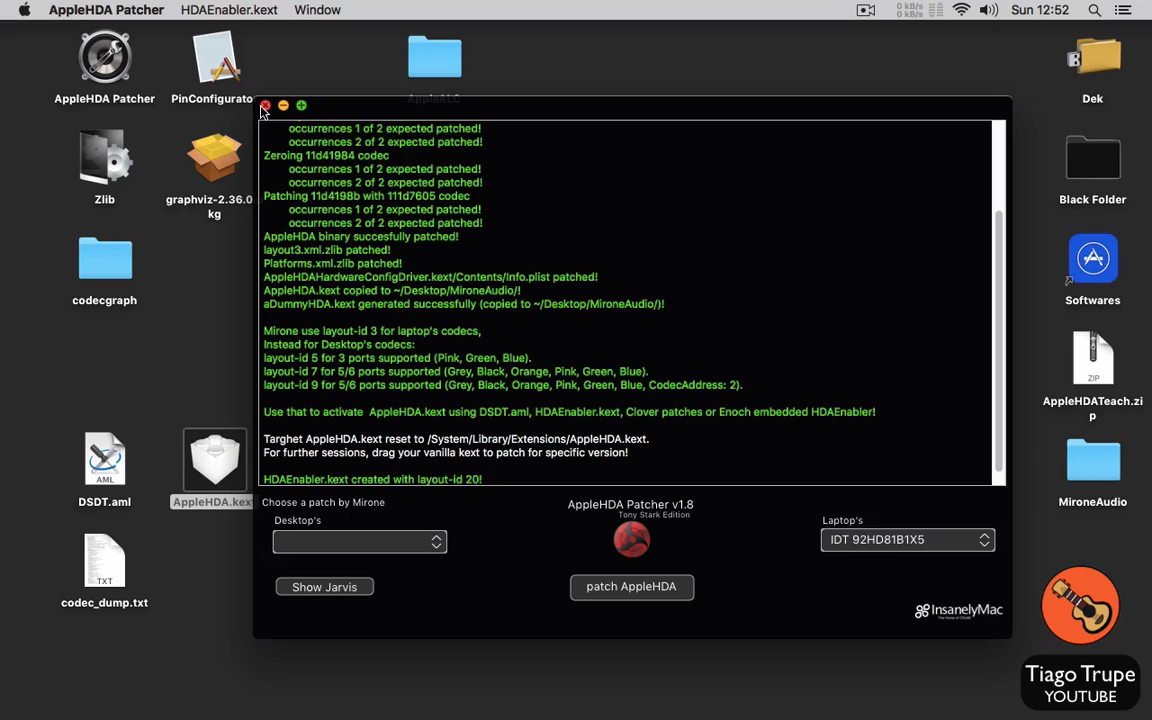 AppleHDA Patcher
HDAEnabler.kext
Window
0 kB/s
0 kB/s
Sun 12:52
AppleHDA Patcher
PinConfigurato
AppleALC
Dek
Zlib
graphviz-2.36.0
kg
Black Folder
codecgraph
Softwares
ZIP
AppleHDATeach.zi
p
AML
DSDT.aml
AppleHDA.kex
MironeAudio
TXT
codec_dump.txt
occurrences 1 of 2 expected patched!
occurrences 2 of 2 expected patched!
Zeroing 11d41984 codec
occurrences 1 of 2 expected patched!
occurrences 2 of 2 expected patched!
Patching 11d4198b with 111d7605 codec
occurrences 1 of 2 expected patched!
occurrences 2 of 2 expected patched!
AppleHDA binary succesfully patched!
layout3.xml.zlib patched!
Platforms.xml.zlib patched!
AppleHDAHardwareConfigDriver.kext/Contents/Info.plist patched!
AppleHDA.kext copied to ~/Desktop/MironeAudio/!
aDummyHDA.kext generated successfully (copied to ~/Desktop/MironeAudio/)!
Mirone use layout-id 3 for laptop's codecs,
Instead for Desktop's codecs:
layout-id 5 for 3 ports supported (Pink, Green, Blue).
layout-id 7 for 5/6 ports supported (Grey, Black, Orange, Pink, Green, Blue).
layout-id 9 for 5/6 ports supported (Grey, Black, Orange, Pink, Green, Blue, CodecAddress: 2).
Use that to activate AppleHDA.kext using DSDT.aml, HDAEnabler.kext, Clover patches or Enoch embedded HDAEnabler!
Targhet AppleHDA.kext reset to /System/Library/Extensions/AppleHDA.kext.
For further sessions, drag your vanilla kext to patch for specific version!
HDAEnabler.kext created with layout-id 20!
Choose a patch by Mirone
AppleHDA Patcher v1.8
Tony Stark Edition
Desktop's
Laptop's
IDT 92HD81B1X5
Show Jarvis
patch AppleHDA
InsanelyMac
Tiago Trupe
YOUTUBE